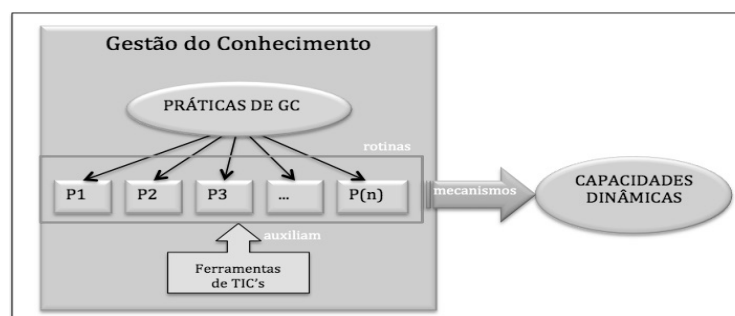 Gestão do Conhecimento
PRÁTICAS DE GC
rotinas
P1 P2 P3 ... P(n)
mecanismos
CAPACIDADES
DINÂMICAS
auxiliam
Ferramentas
de TIC's